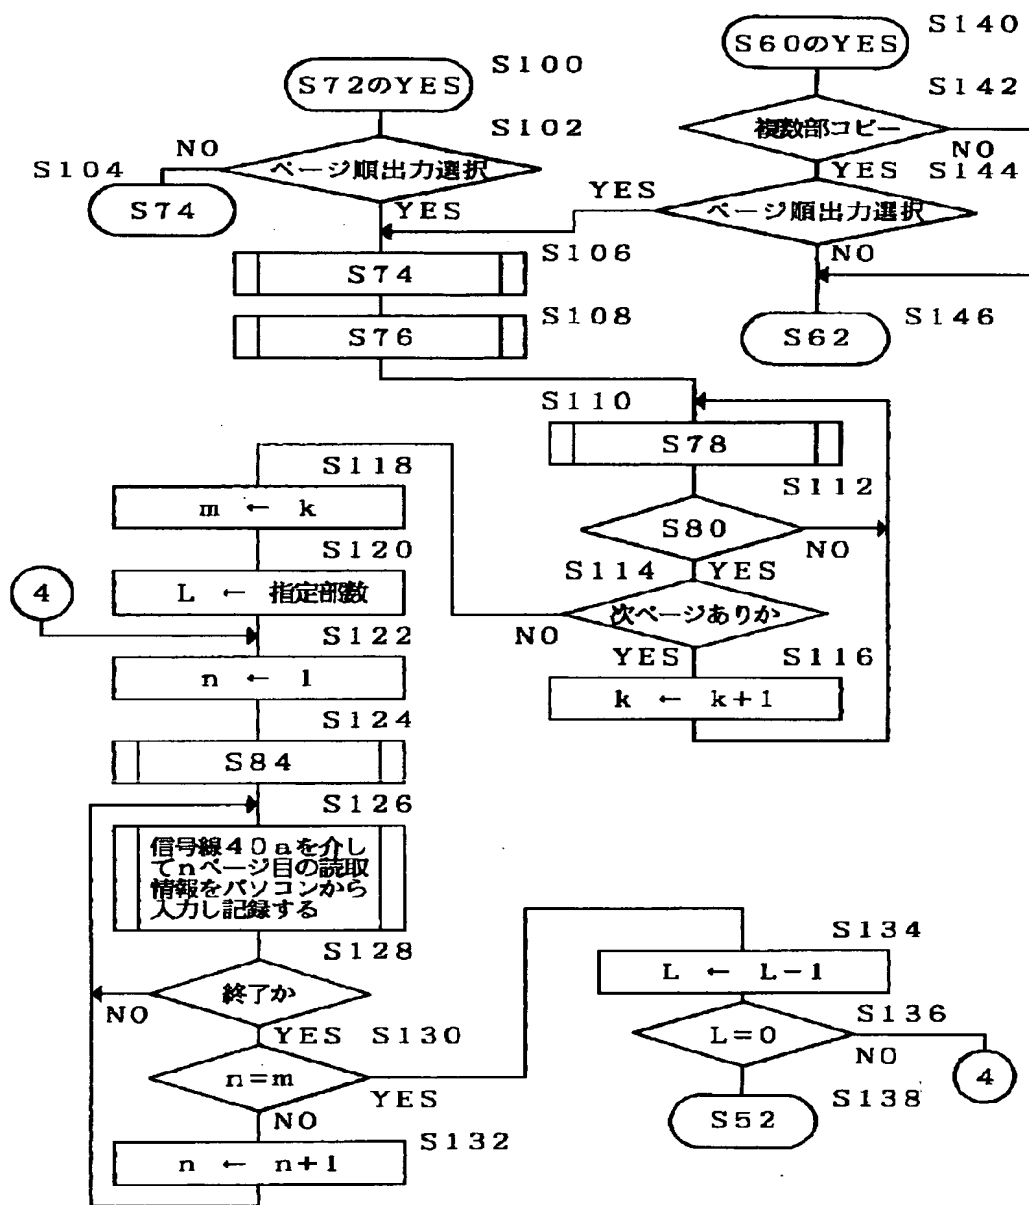 S140
S60のYES
S100
S72のYES
S142
複数部コピー
NO
S102
ページ順出力選択
NO
S104
S74
YES
YES
S144
ページ順出力選択
YES
NO
S106
S74
S108
S76
S146
S62
S110
S78
S112
S80
NO
YES
S114
次ページありか
NO
YES
S116
k ← k+1
S118
m ← k
S120
L ← 指定部数
4
S122
n ← 1
S124
S84
S126
信号線40aを介し
てnページ目の読取
情報をパソコンから
入力し記録する
S128
終了か
NO
YES
S130
n=m
YES
NO
S132
n ← n+1
S134
L ← L-1
S136
L=0
NO
4
S138
S52